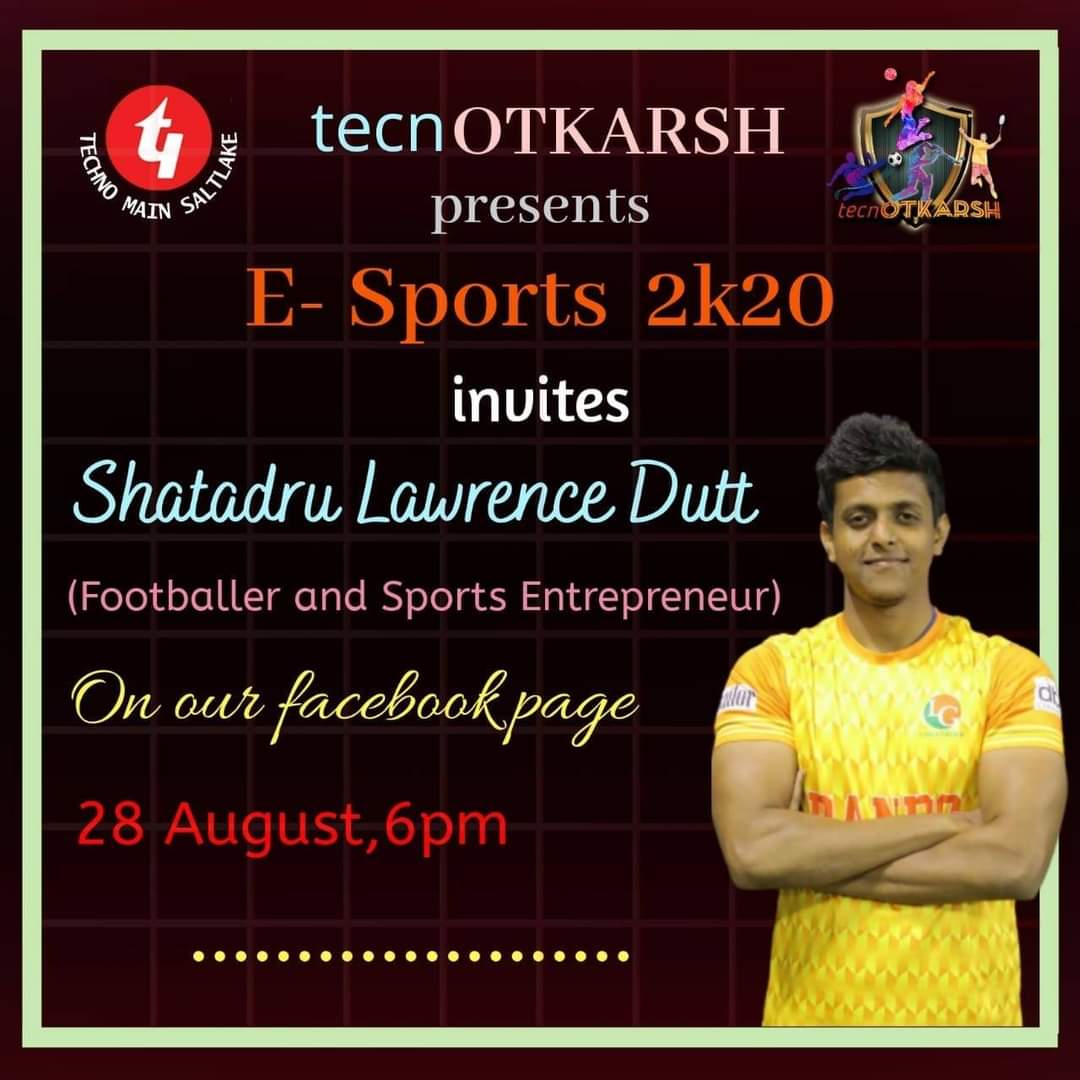 TECHNO MAIN SALTLAKE
tecnOTKARSH
tecnOTKARSH
presents
E- Sports 2k20
invites
Shatadru Lawrence Dutt
(Footballer and Sports Entrepreneur)
On our facebook page
28 August,6pm
.....................